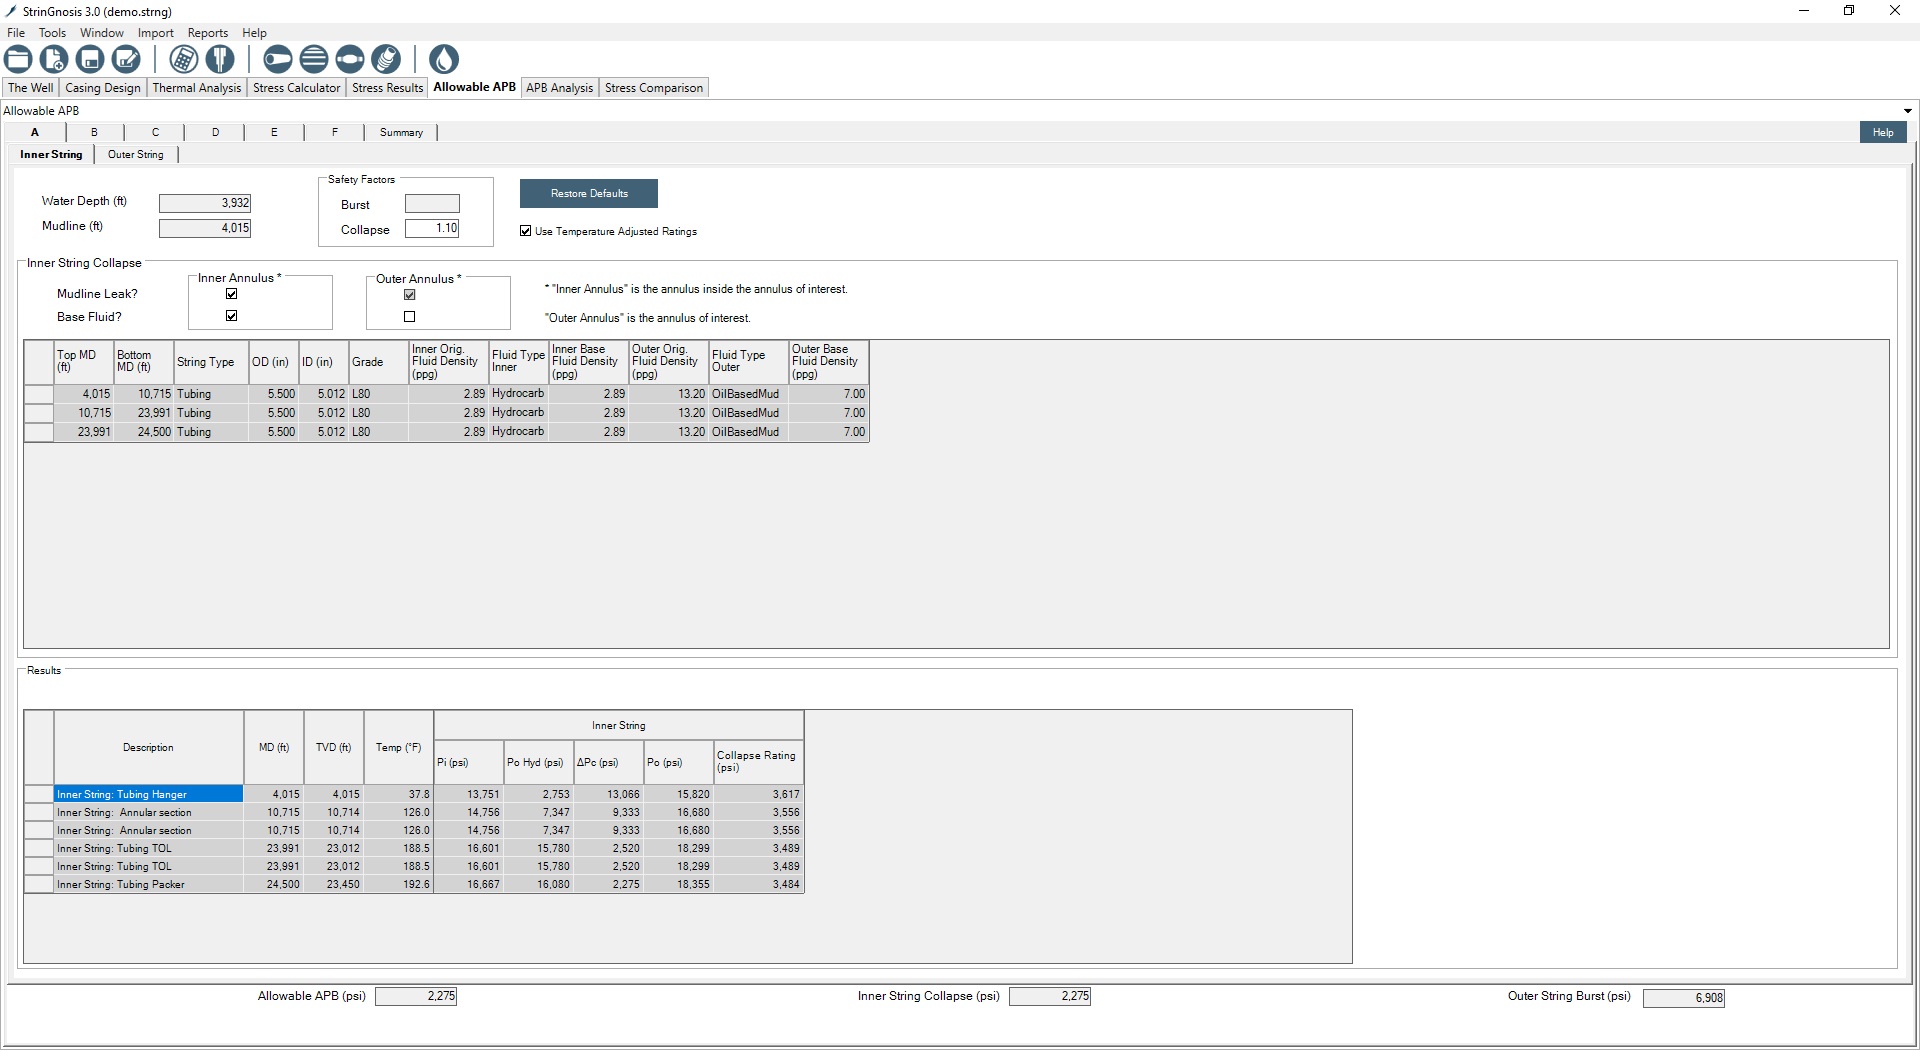 StrinGnosis 3.0 (demo.strng)
File Tools Window Import Reports Help
The Well Casing Design Thermal Analysis Stress Calculator Stress Results Allowable APB APB Analysis Stress Comparison
Allowable APB
A B C D E F Summary Help
Inner String Outer String
Safety Factors
Restore Defaults
Water Depth (ft) 3,932 Burst
Mudline (ft) 4,015 Collapse 1.10 Use Temperature Adjusted Ratings
Inner String Collapse
Inner Annulus * Outer Annulus *
Mudline Leak? * "Inner Annulus" is the annulus inside the annulus of interest.
Base Fluid? "Outer Annulus" is the annulus of interest.
Top MD (ft) Bottom MD (ft) String Type OD (in) ID (in) Grade Inner Orig. Fluid Density (ppg) Fluid Type Inner Inner Base Fluid Density (ppg) Outer Orig. Fluid Density (ppg) Fluid Type Outer Outer Base Fluid Density (ppg)
4,015 10,715 Tubing 5.500 5.012 L80 2.89 Hydrocarb 2.89 13.20 OilBasedMud 7.00
10,715 23,991 Tubing 5.500 5.012 L80 2.89 Hydrocarb 2.89 13.20 OilBasedMud 7.00
23,991 24,500 Tubing 5.500 5.012 L80 2.89 Hydrocarb 2.89 13.20 OilBasedMud 7.00
Results
Inner String
Description MD (ft) TVD (ft) Temp (°F) Pi (psi) Po Hyd (psi) ΔPc (psi) Po (psi) Collapse Rating (psi)
Inner String: Tubing Hanger 4,015 4,015 37.8 13,751 2,753 13,066 15,820 3,617
Inner String: Annular section 10,715 10,714 126.0 14,756 7,347 9,333 16,680 3,556
Inner String: Annular section 10,715 10,714 126.0 14,756 7,347 9,333 16,680 3,556
Inner String: Tubing TOL 23,991 23,012 188.5 16,601 15,780 2,520 18,299 3,489
Inner String: Tubing TOL 23,991 23,012 188.5 16,601 15,780 2,520 18,299 3,489
Inner String: Tubing Packer 24,500 23,450 192.6 16,667 16,080 2,275 18,355 3,484
Allowable APB (psi) 2,275 Inner String Collapse (psi) 2,275 Outer String Burst (psi) 6,908